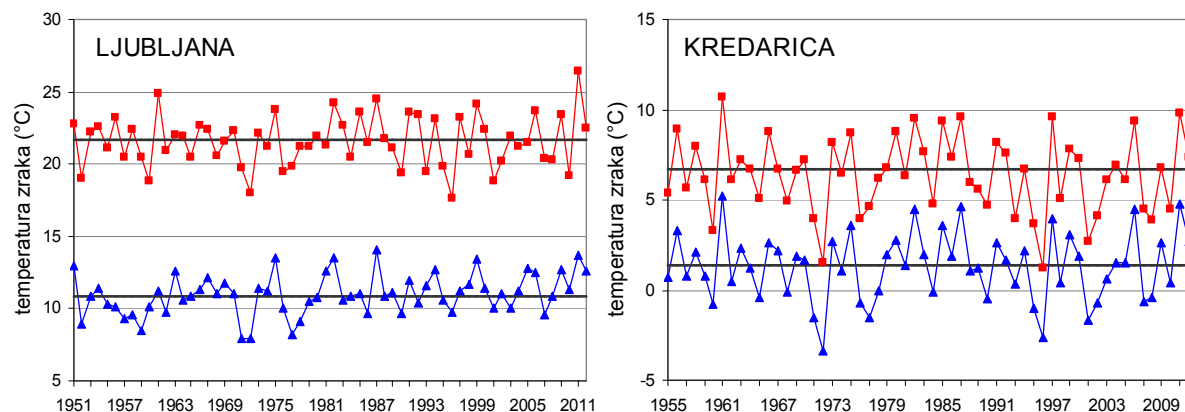 LJUBLJANA
temperatura zraka (°C)
30
25
20
15
10
5
1951 1957 1963 1969 1975 1981 1987 1993 1999 2005 2011
KREDARICA
temperatura zraka (°C)
15
10
5
0
-5
1955 1961 1967 1973 1979 1985 1991 1997 2003 2009